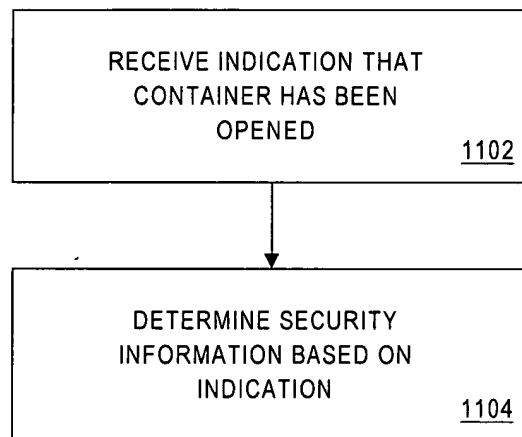 RECEIVE INDICATION THAT
CONTAINER HAS BEEN
OPENED
1102
DETERMINE SECURITY
INFORMATION BASED ON
INDICATION
1104